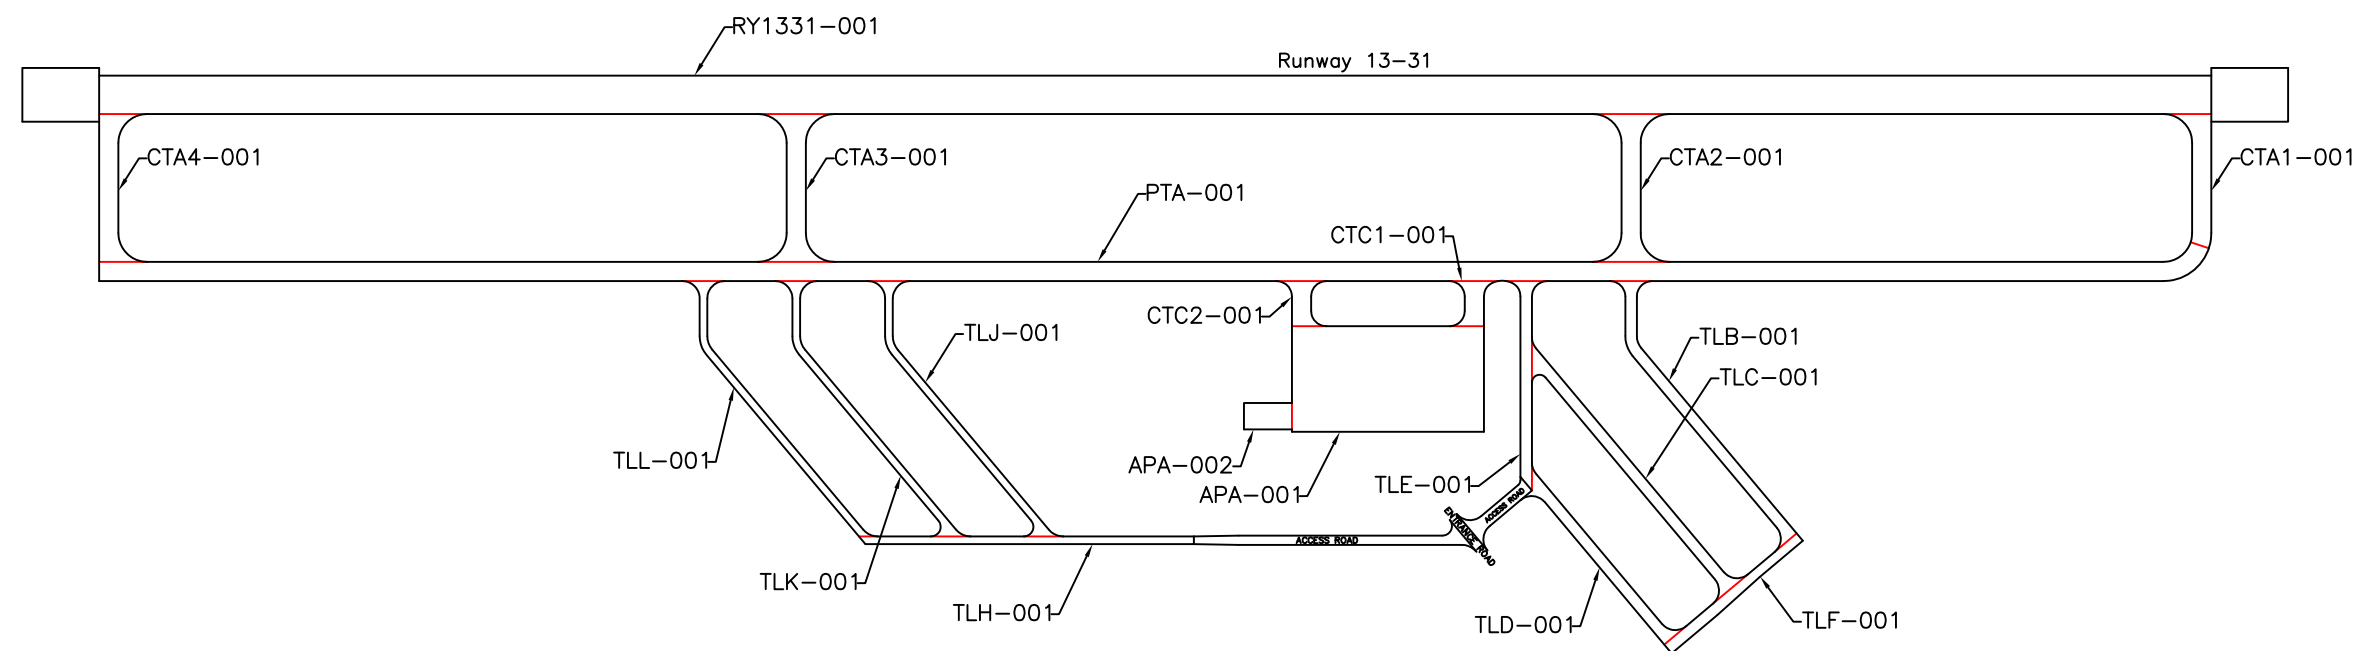 RY1331-001
Runway 13-31
CTA4-001
CTA3-001
CTA2-001
CTA1-001
PTA-001
CTC1-001
CTC2-001
TLJ-001
TLB-001
TLC-001
TLL-001
APA-002
APA-001
TLE-001
ACCESS ROAD
ENTRANCE ROAD
ACCESS ROAD
TLK-001
TLH-001
TLD-001
TLF-001